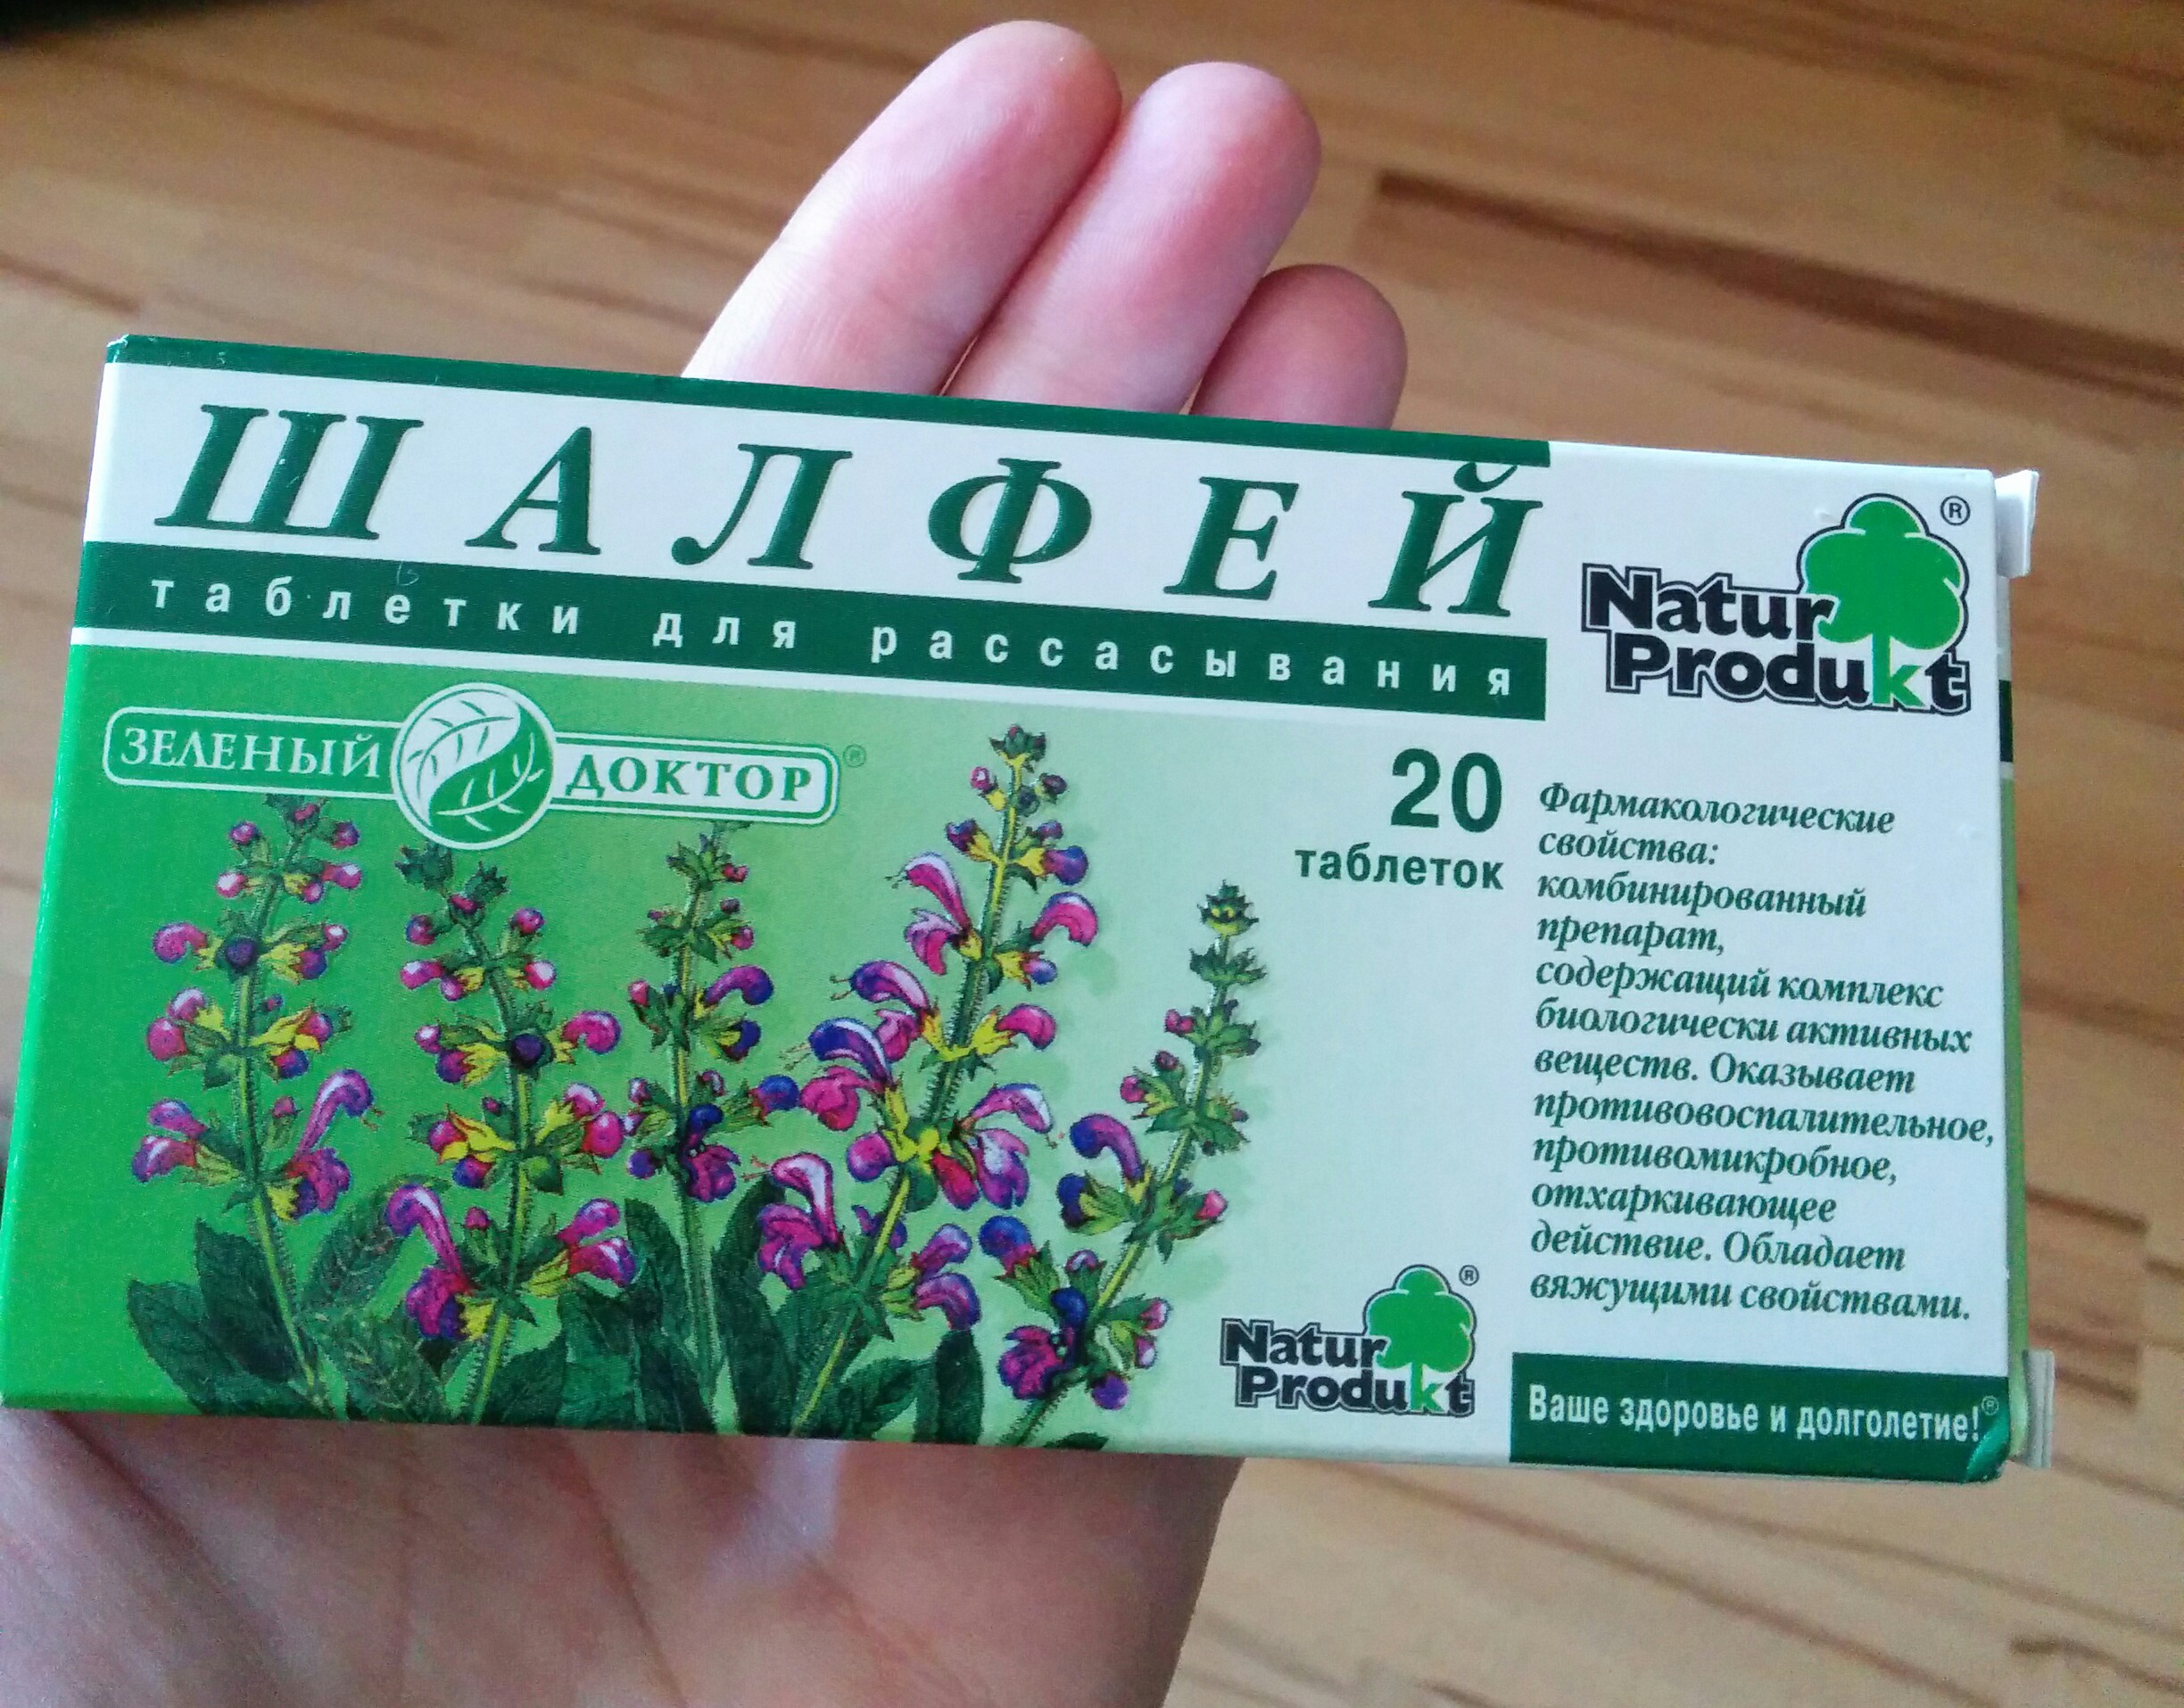 ШАЛФЕЙ
таблетки для рассасывания
ЗЕЛЕНЫЙ ДОКТОР®
20
таблеток
Natur
Produkt
®
Natur
Produkt
®
Фармакологические
свойства:
комбинированный
препарат,
содержащий комплекс
биологически активных
веществ. Оказывает
противовоспалительное,
противомикробное,
отхаркивающее
действие. Обладает
вяжущими свойствами.
Ваше здоровье и долголетие!®